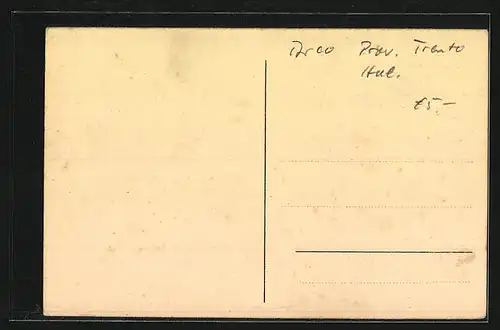 Arco Prov. Trento
Ital.
15.-